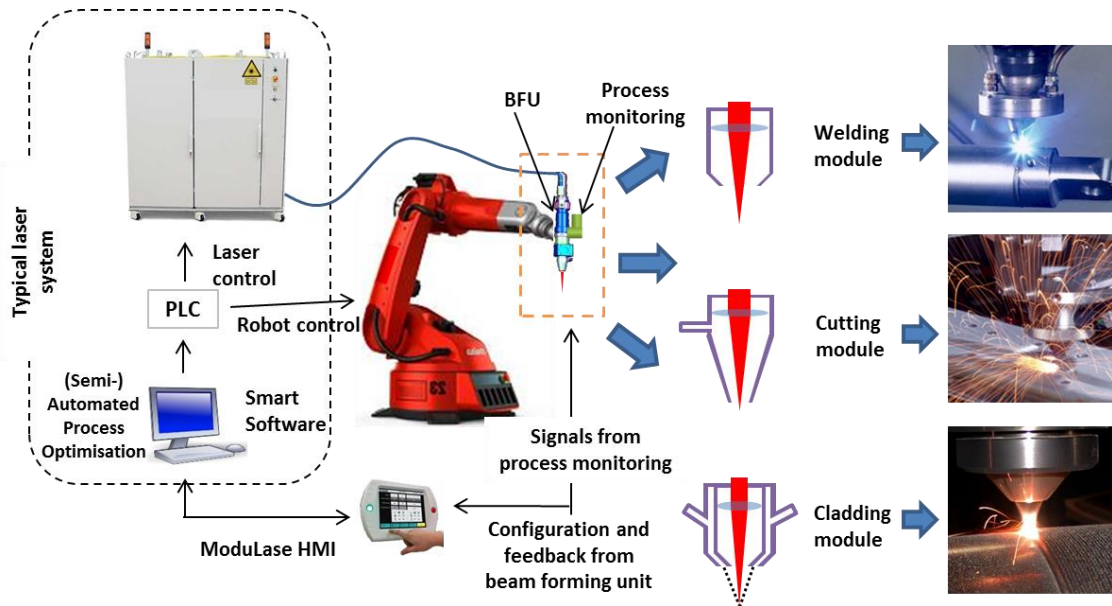 Typical laser
system
Laser
control
PLC
Robot control
(Semi-)
Automated
Process
Optimisation
Smart
Software
ModuLase HMI
BFU
Process
monitoring
23
Signals from
process monitoring
Configuration and
feedback from
beam forming unit
Welding
module
Cutting
module
Cladding
module